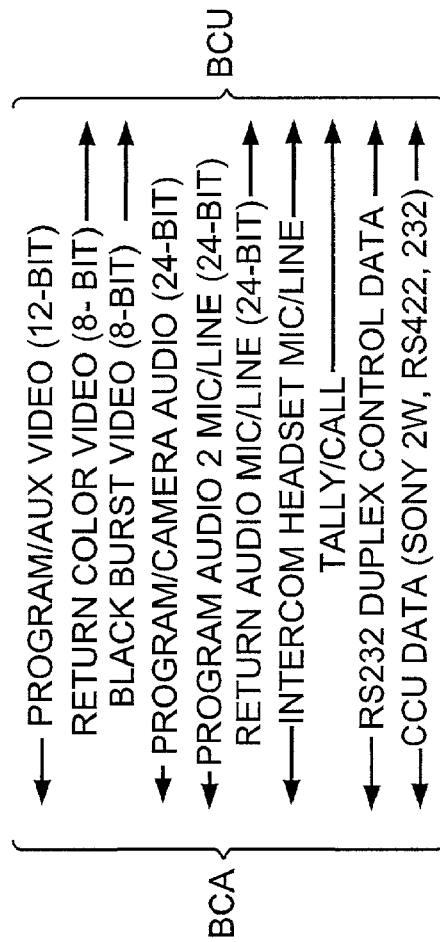 BCA
PROGRAM/AUX VIDEO (12-BIT)
RETURN COLOR VIDEO (8- BIT)
BLACK BURST VIDEO (8-BIT)
PROGRAM/CAMERA AUDIO (24-BIT)
PROGRAM AUDIO 2 MIC/LINE (24-BIT)
RETURN AUDIO MIC/LINE (24-BIT)
INTERCOM HEADSET MIC/LINE
TALLY/CALL
RS232 DUPLEX CONTROL DATA
CCU DATA (SONY 2W, RS422, 232)
BCU